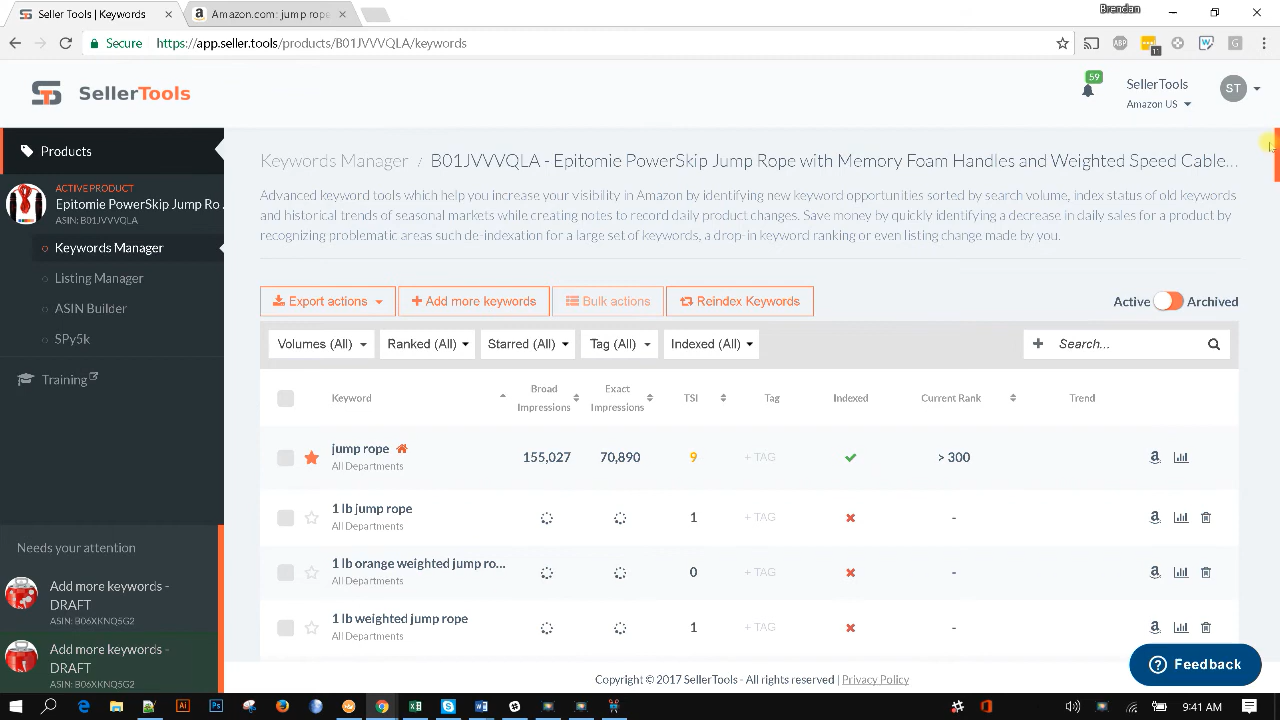 Brendan
Seller Tools | Keywords
Amazon.com: jump rope
Secure https://app.seller.tools/products/B01JVVVQLA/keywords
ABP
SellerTools
59
SellerTools
ST
Amazon US
Products
ACTIVE PRODUCT
Epitomie PowerSkip Jump Ro...
ASIN: B01JVVVQLA
Keywords Manager
Listing Manager
ASIN Builder
SPy5k
Training
Needs your attention
Add more keywords -
DRAFT
ASIN: B06XKNQ5G2
Add more keywords -
DRAFT
ASIN: B06XKNQ5G2
Keywords Manager / B01JVVVQLA - Epitomie PowerSkip Jump Rope with Memory Foam Handles and Weighted Speed Cable...
Advanced keyword tools which help you increase your visibility in Amazon by identifying new keyword opportunities sorted by search volume, index status of old keywords
and historical trends of seasonal markets while creating notes to record daily product changes. Save money by quickly identifying a decrease in daily sales for a product by
recognizing problematic areas such de-indexation for a large set of keywords, a drop-in keyword ranking or even listing change made by you.
Export actions + Add more keywords Bulk actions Reindex Keywords Active Archived
Volumes (All) Ranked (All) Starred (All) Tag (All) Indexed (All) + Search...
Keyword Broad Impressions Exact Impressions TSI Tag Indexed Current Rank Trend
jump rope 155,027 70,890 9 + TAG > 300
All Departments
1 lb jump rope 1 + TAG -
All Departments
1 lb orange weighted jump ro... 0 + TAG -
All Departments
1 lb weighted jump rope 1 + TAG -
All Departments
Feedback
Copyright © 2017 SellerTools - All rights reserved | Privacy Policy
9:41 AM